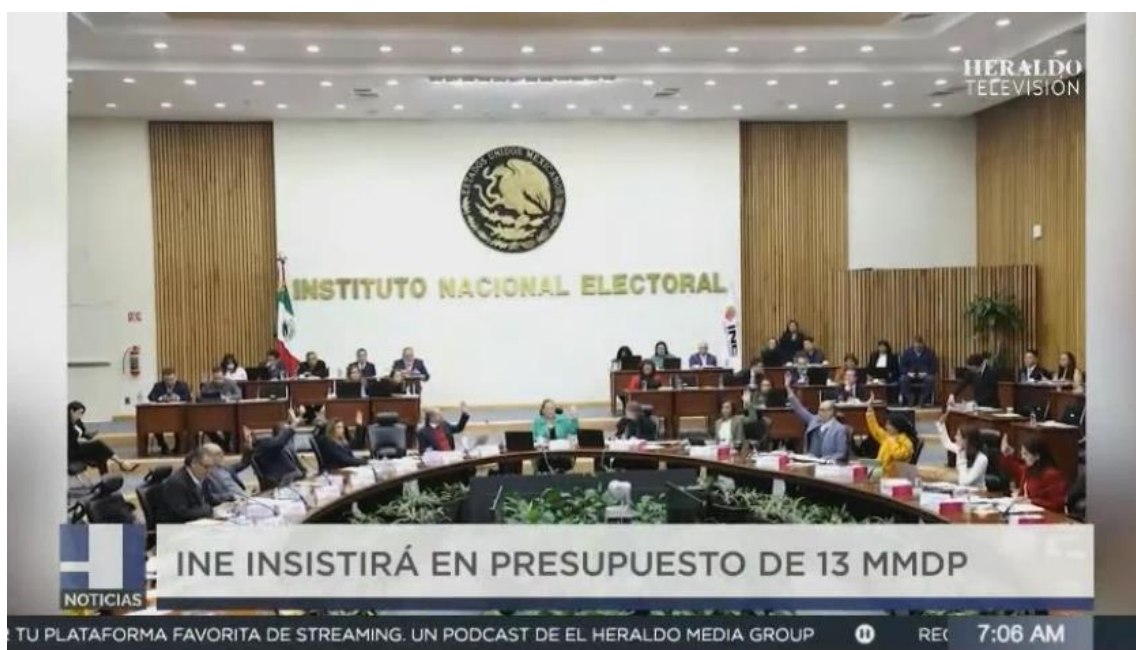 HERALDO
TELEVISIÓN
ESTADOS UNIDOS MEXICANOS
INSTITUTO NACIONAL ELECTORAL
INE
INE INSISTIRÁ EN PRESUPUESTO DE 13 MMDP
NOTICIAS
TU PLATAFORMA FAVORITA DE STREAMING. UN PODCAST DE EL HERALDO MEDIA GROUP
7:06 AM